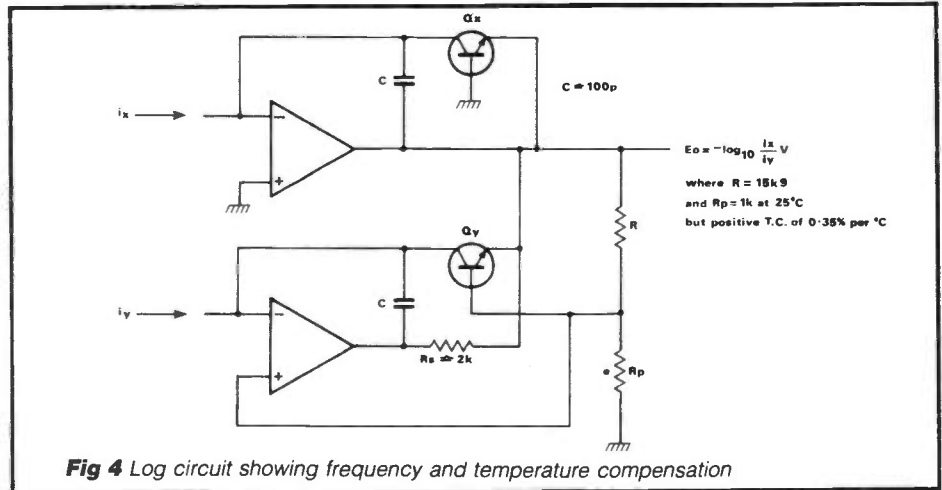 Qx
C
C ≏ 100p
ix
−
+
Eo = −log10 ix/iy V
where R = 15k9
and Rp = 1k at 25°C
but positive T.C. of 0·35% per °C
R
Qy
C
iy
−
+
Rs ≏ 2k
e
Rp
Fig 4 Log circuit showing frequency and temperature compensation